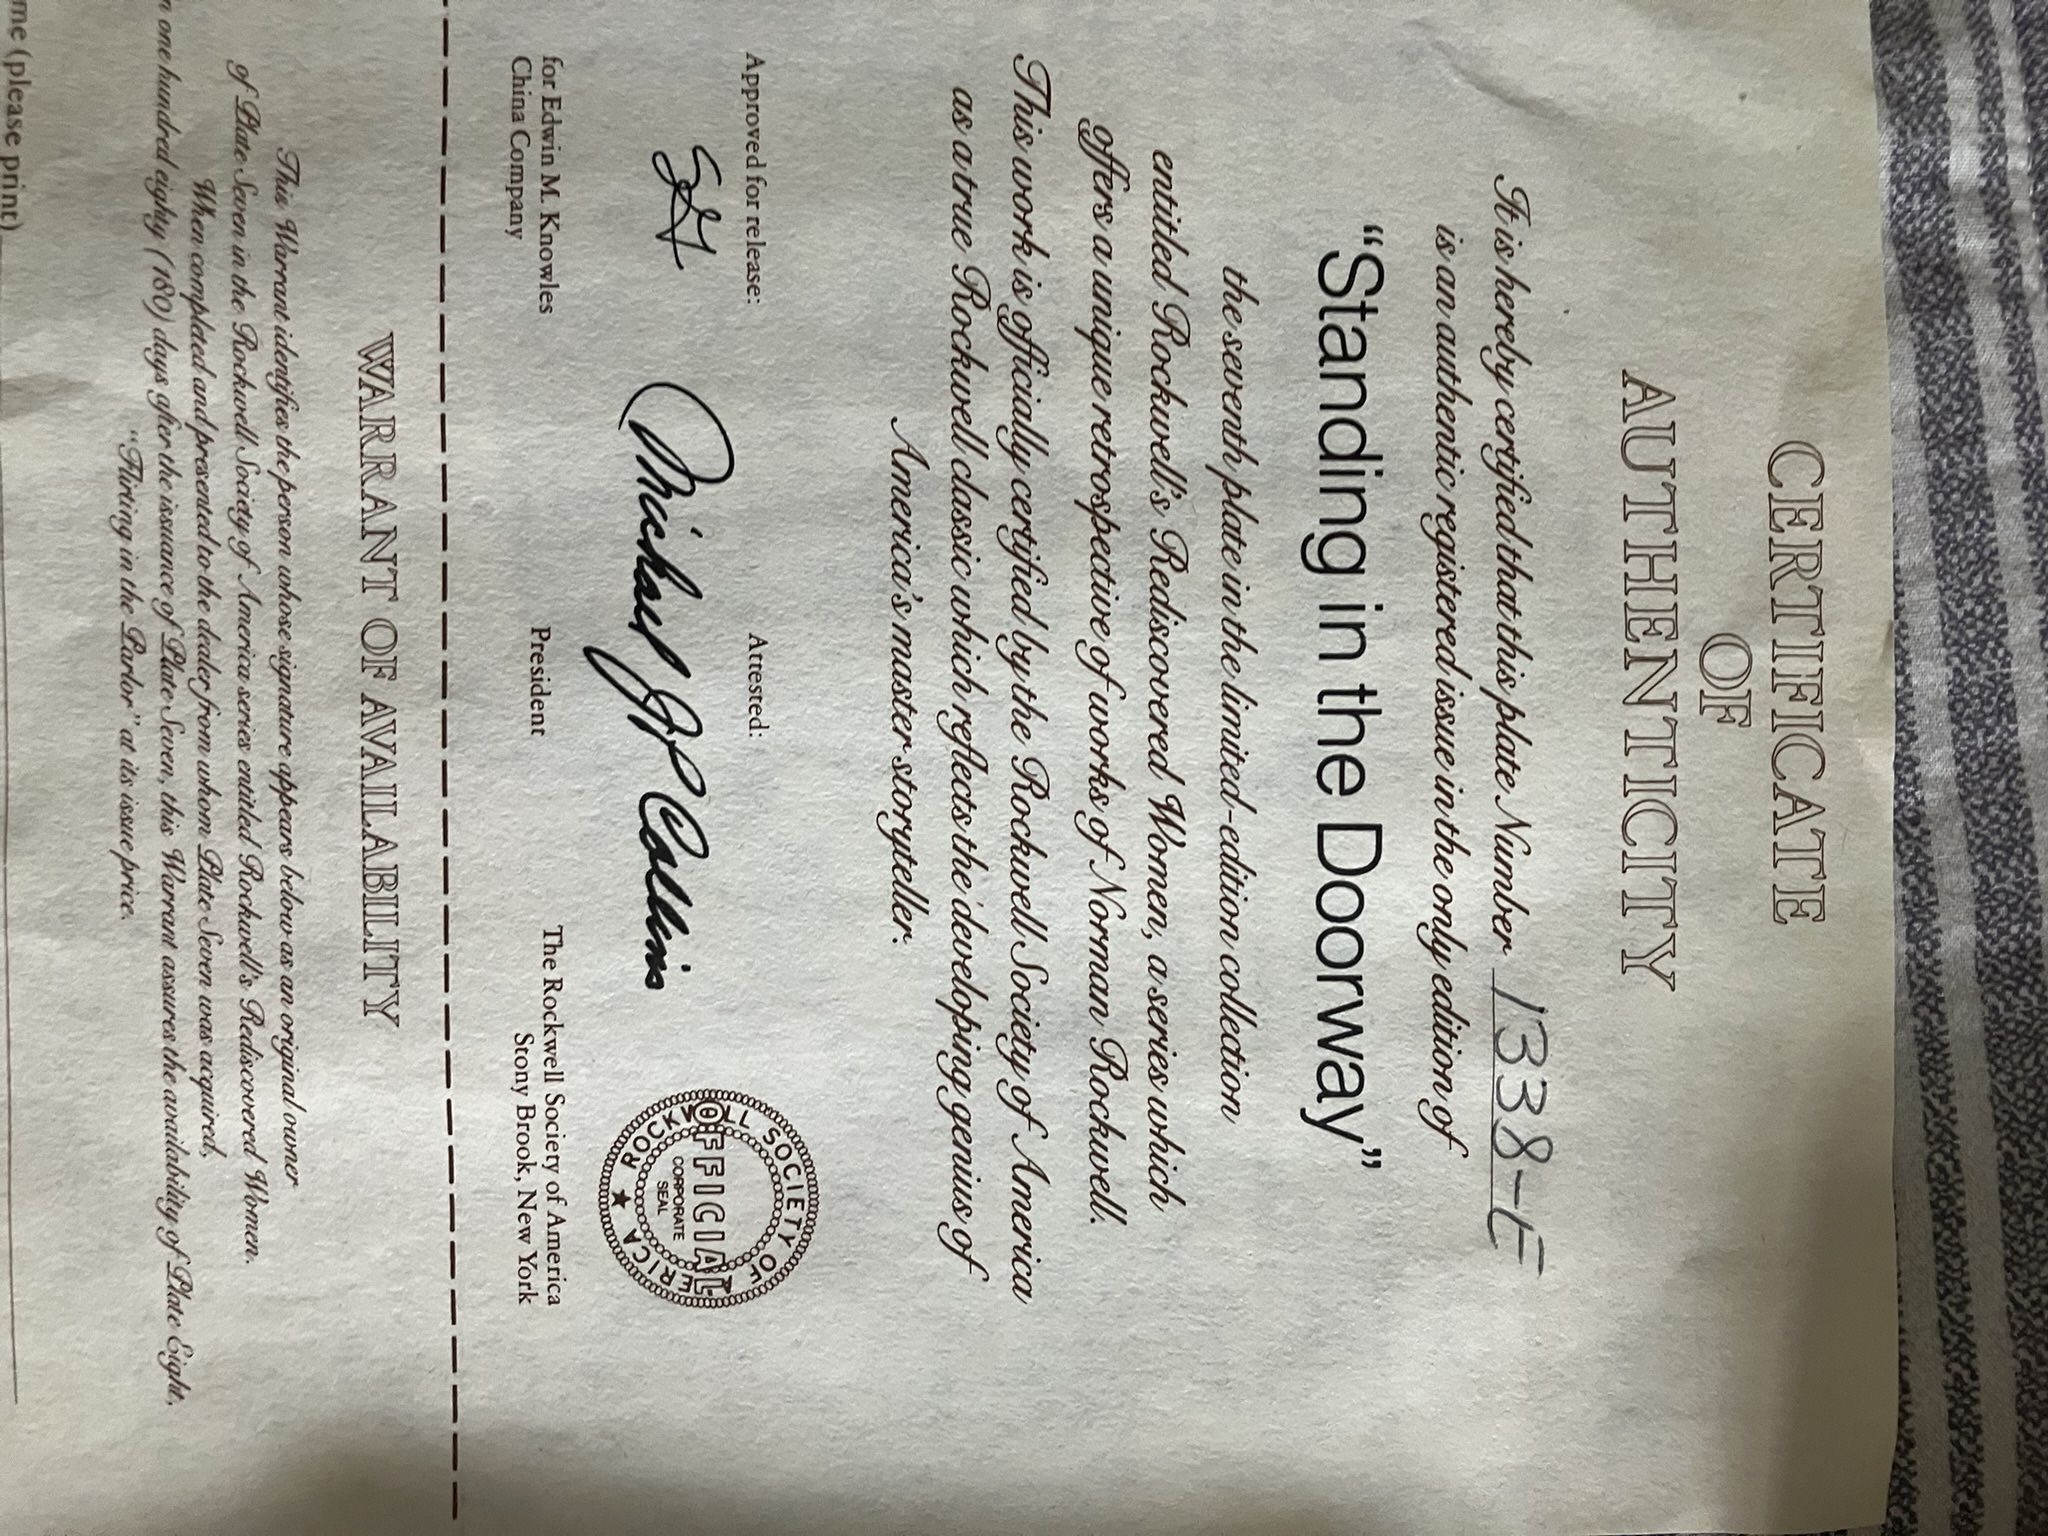 CERTIFICATE
OF
AUTHENTICITY
It is hereby certified that this plate Number 1338-E
is an authentic registered issue in the only edition of
“Standing in the Doorway”
the seventh plate in the limited-edition collection
entitled Rockwell's Rediscovered Women, a series which
offers a unique retrospective of works of Norman Rockwell.
This work is officially certified by the Rockwell Society of America
as a true Rockwell classic which reflects the developing genius of
America's master storyteller.
Approved for release:
Attested:
Michael J.P. Collins
ROCKWELL SOCIETY OF AMERICA
OFFICIAL
CORPORATE
SEAL
for Edwin M. Knowles
China Company
President
The Rockwell Society of America
Stony Brook, New York
WARRANT OF AVAILABILITY
This Warrant identifies the person whose signature appears below as an original owner
of Plate Seven in the Rockwell Society of America series entitled Rockwell's Rediscovered Women.
When completed and presented to the dealer from whom Plate Seven was acquired,
one hundred eighty (180) days after the issuance of Plate Seven, this Warrant assures the availability of Plate Eight,
“Flirting in the Parlor” at its issue price.
me (please print)